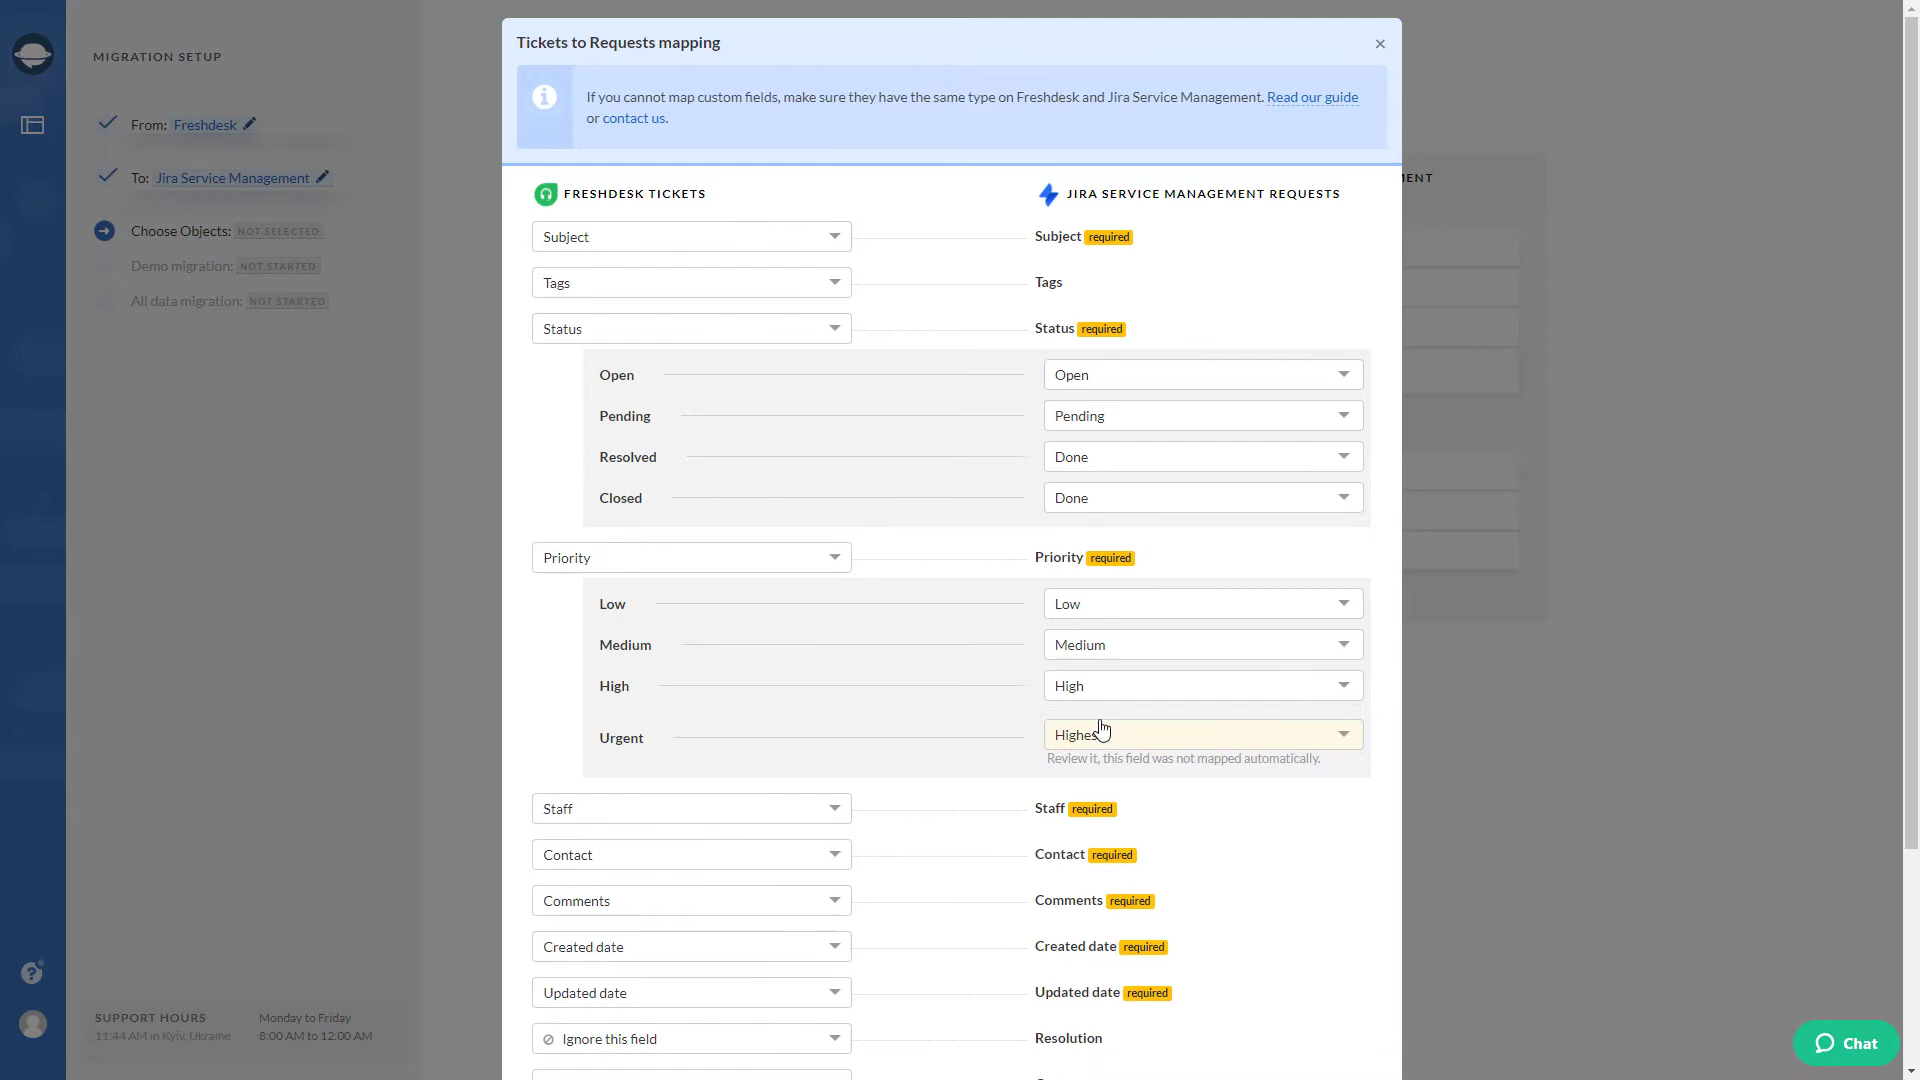 MIGRATION SETUP
From: Freshdesk
To: Jira Service Management
Choose Objects: NOT SELECTED
Demo migration: NOT STARTED
All data migration: NOT STARTED
SUPPORT HOURS
11:44 AM in Kyiv, Ukraine
Monday to Friday
8:00 AM to 12:00 AM
Tickets to Requests mapping
×
If you cannot map custom fields, make sure they have the same type on Freshdesk and Jira Service Management. Read our guide
or contact us.
FRESHDESK TICKETS
JIRA SERVICE MANAGEMENT REQUESTS
Subject
Subject required
Tags
Tags
Status
Status required
Open
Open
Pending
Pending
Resolved
Done
Closed
Done
Priority
Priority required
Low
Low
Medium
Medium
High
High
Urgent
Highes
Review it, this field was not mapped automatically.
Staff
Staff required
Contact
Contact required
Comments
Comments required
Created date
Created date required
Updated date
Updated date required
Ignore this field
Resolution
MENT
Chat